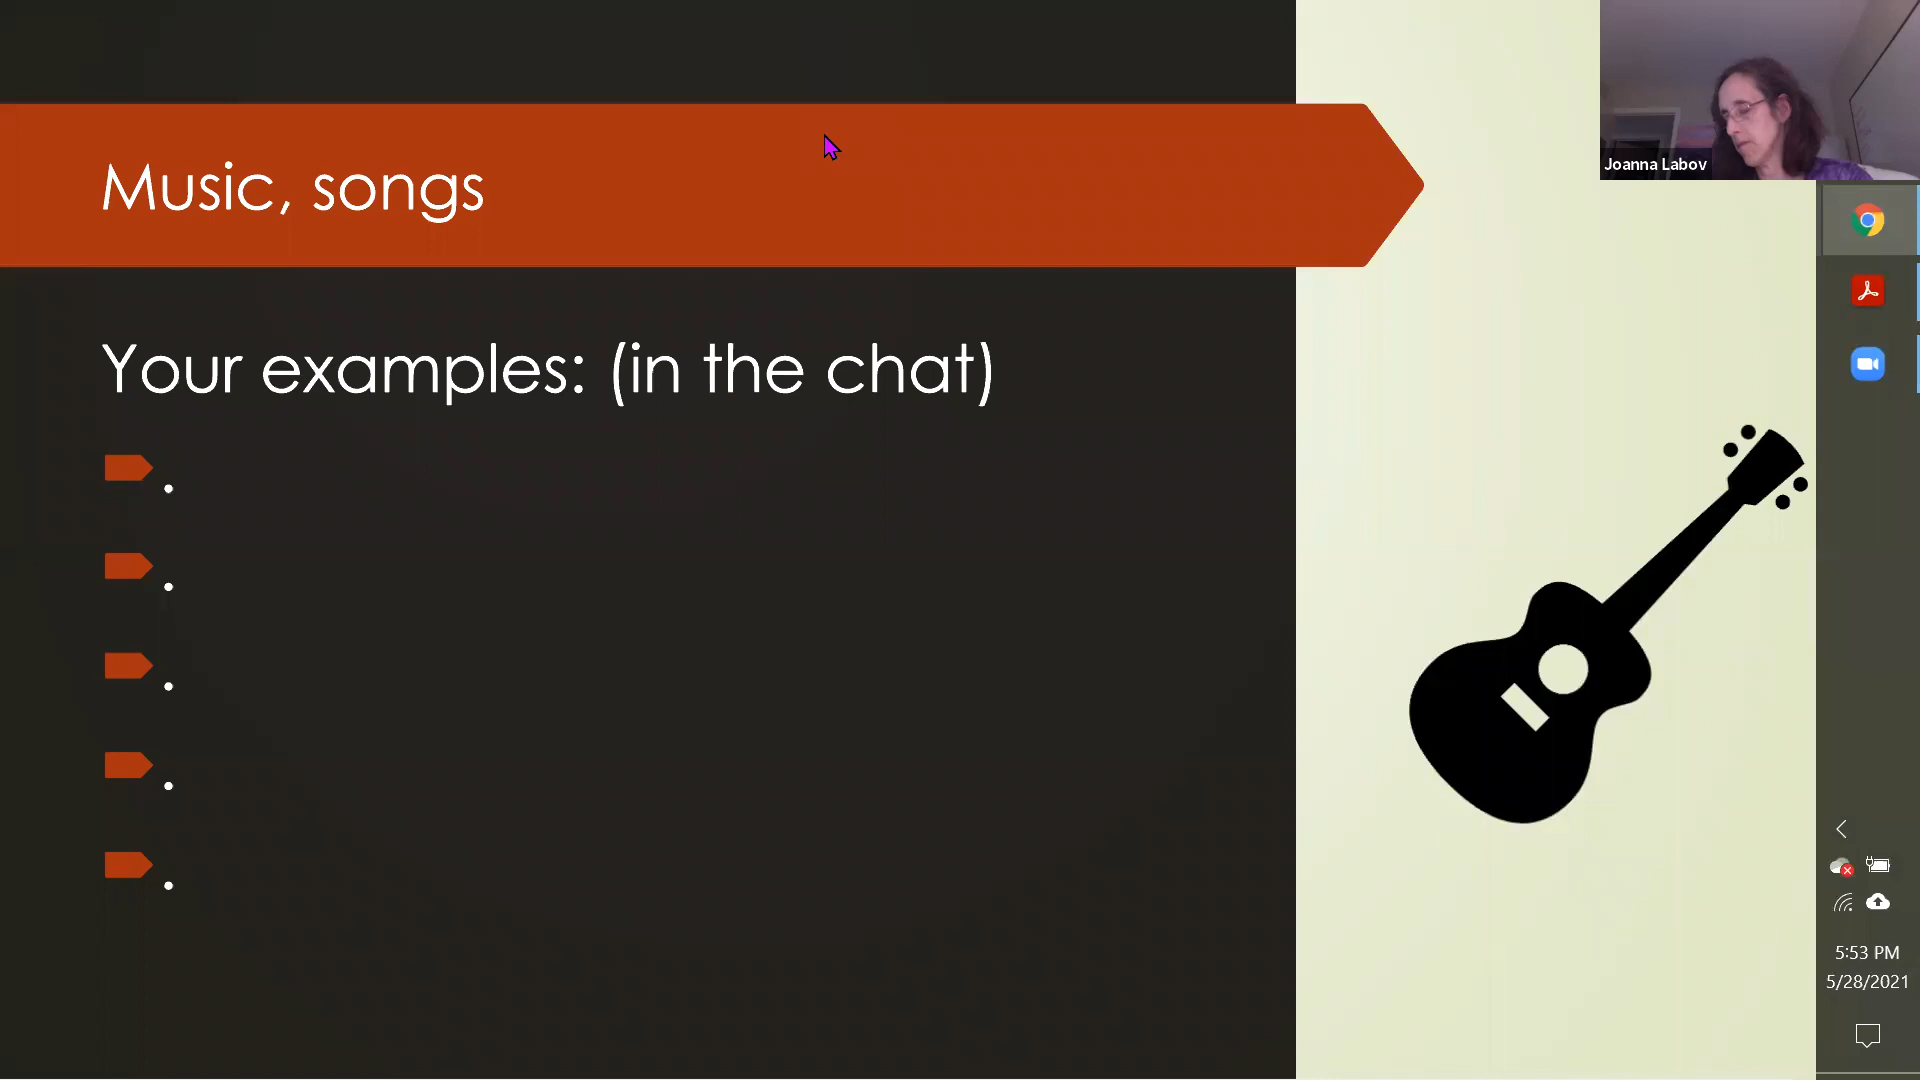 Joanna Labov
Music, songs
Your examples: (in the chat)
.
.
.
.
.
5:53 PM
5/28/2021